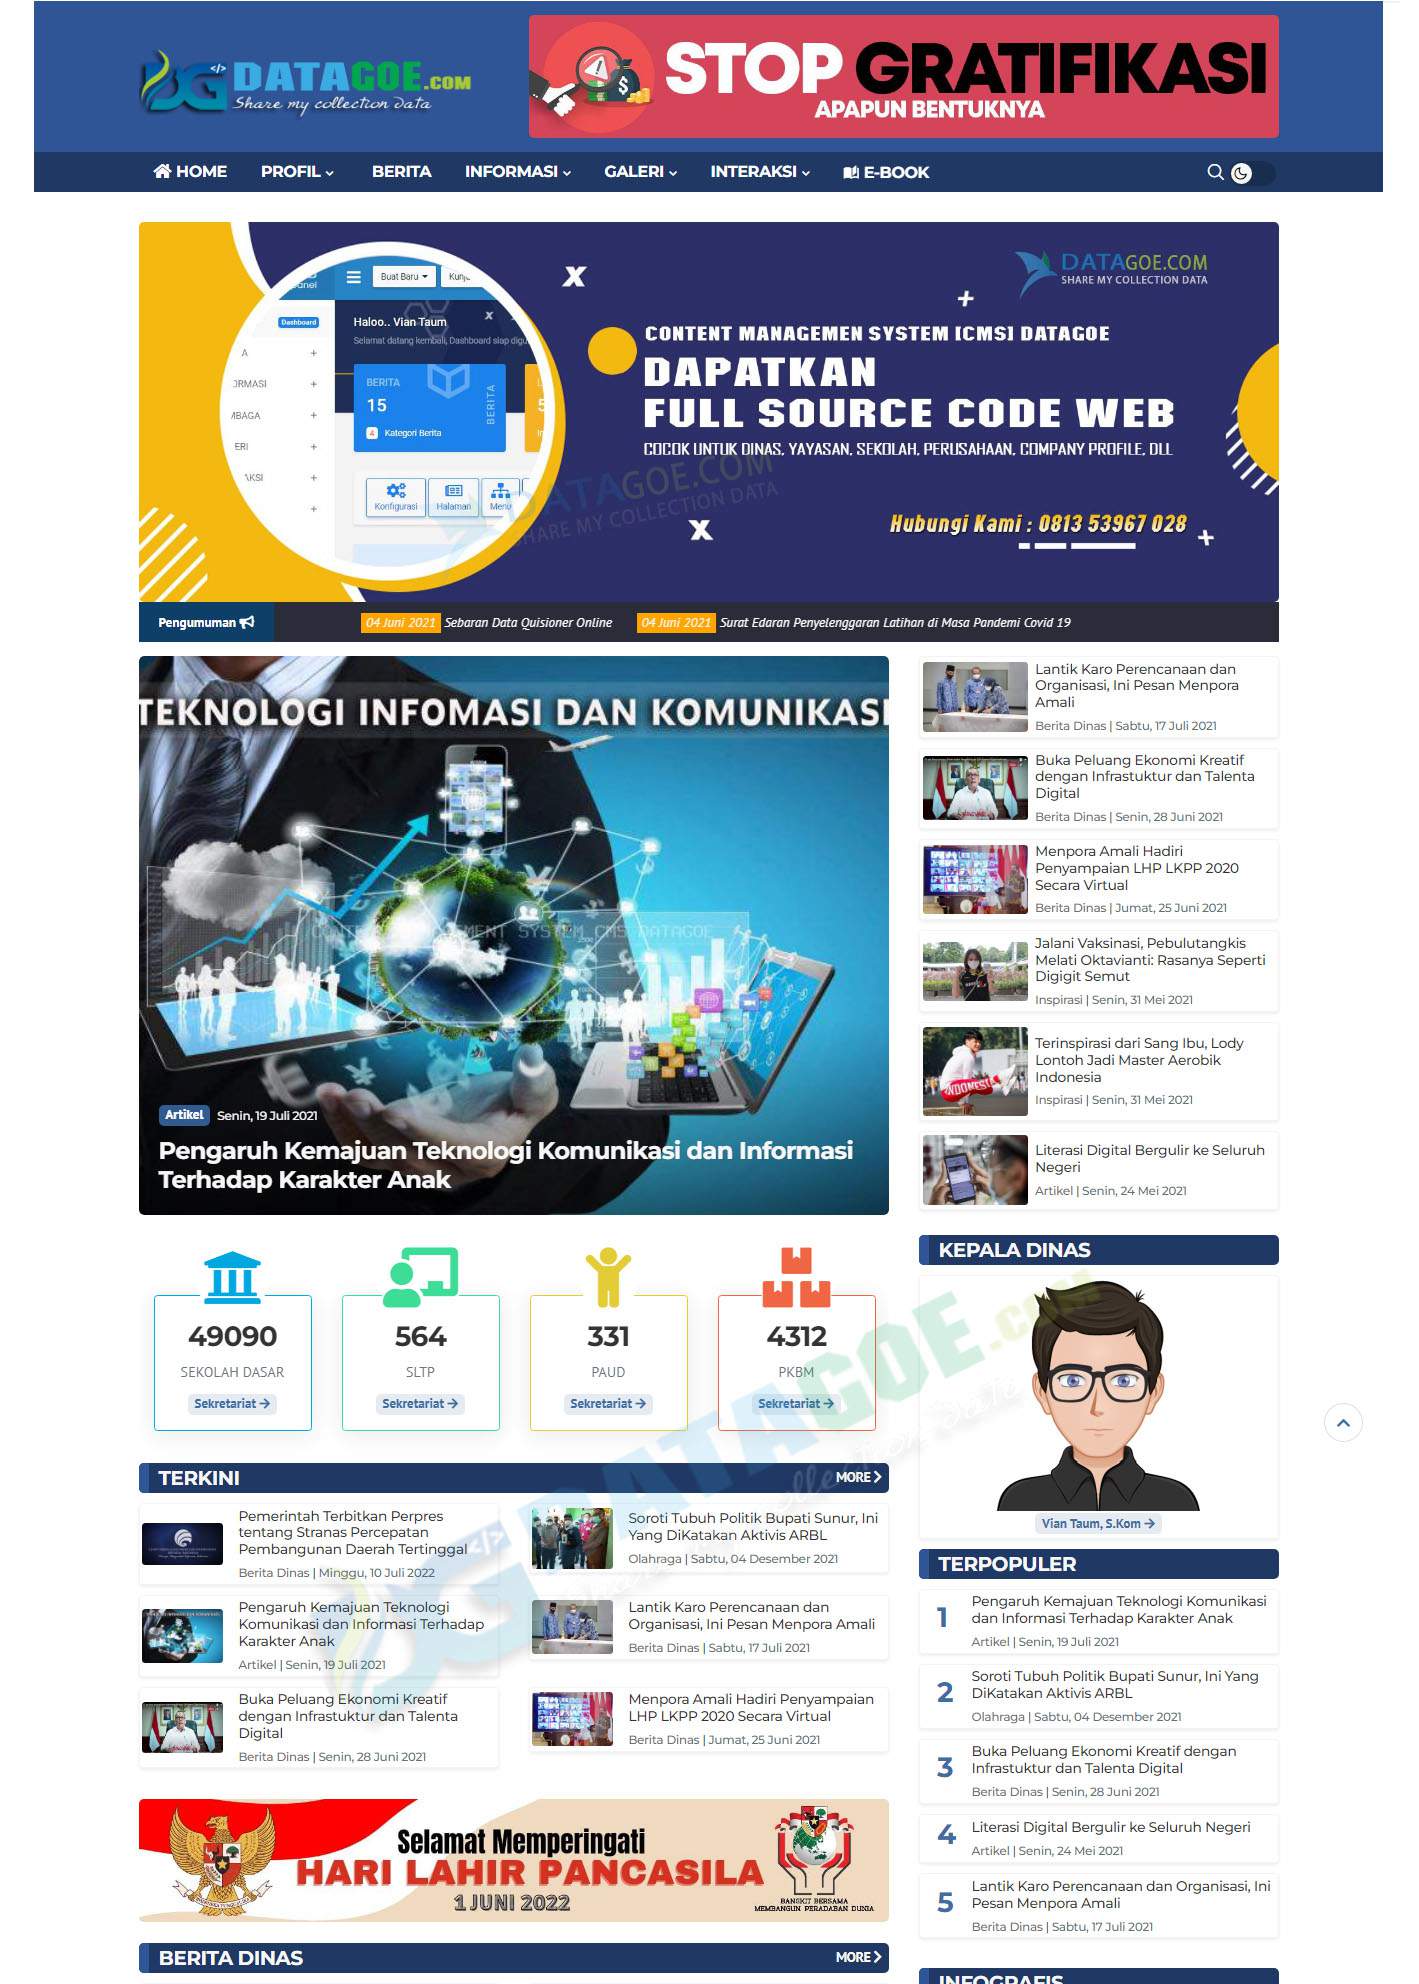 DATAGOE.COM
Share my collection data
STOP GRATIFIKASI
APAPUN BENTUKNYA
HOME PROFIL BERITA INFORMASI GALERI INTERAKSI E-BOOK
Buat Baru
Dashboard
Haloo.. Vian Taum
Selamat datang kembali, Dashboard siap digu
BERITA
15
4 Kategori Berita
BERITA
Konfigurasi Halaman Menu
DATAGOE.COM
SHARE MY COLLECTION DATA
CONTENT MANAGEMEN SYSTEM [CMS] DATAGOE
DAPATKAN
FULL SOURCE CODE WEB
COCOK UNTUK DINAS, YAYASAN, SEKOLAH, PERUSAHAAN, COMPANY PROFILE, DLL
DATAGOE.COM
SHARE MY COLLECTION DATA
Hubungi Kami : 0813 53967 028
Pengumuman
04 Juni 2021 Sebaran Data Quisioner Online
04 Juni 2021 Surat Edaran Penyelenggaran Latihan di Masa Pandemi Covid 19
TEKNOLOGI INFOMASI DAN KOMUNIKASI
CONTENT MANAGEMENT SYSTEM CMS DATAGOE
Artikel Senin, 19 Juli 2021
Pengaruh Kemajuan Teknologi Komunikasi dan Informasi
Terhadap Karakter Anak
Lantik Karo Perencanaan dan
Organisasi, Ini Pesan Menpora
Amali
Berita Dinas | Sabtu, 17 Juli 2021
Buka Peluang Ekonomi Kreatif
dengan Infrastuktur dan Talenta
Digital
Berita Dinas | Senin, 28 Juni 2021
Menpora Amali Hadiri
Penyampaian LHP LKPP 2020
Secara Virtual
Berita Dinas | Jumat, 25 Juni 2021
Jalani Vaksinasi, Pebulutangkis
Melati Oktavianti: Rasanya Seperti
Digigit Semut
Inspirasi | Senin, 31 Mei 2021
INDONESIA
Terinspirasi dari Sang Ibu, Lody
Lontoh Jadi Master Aerobik
Indonesia
Inspirasi | Senin, 31 Mei 2021
Literasi Digital Bergulir ke Seluruh
Negeri
Artikel | Senin, 24 Mei 2021
49090
SEKOLAH DASAR
Sekretariat
564
SLTP
Sekretariat
331
PAUD
Sekretariat
4312
PKBM
Sekretariat
KEPALA DINAS
Vian Taum, S.Kom
DATAGOE.COM
TERKINI
MORE
Pemerintah Terbitkan Perpres
tentang Stranas Percepatan
Pembangunan Daerah Tertinggal
Berita Dinas | Minggu, 10 Juli 2022
Soroti Tubuh Politik Bupati Sunur, Ini
Yang DiKatakan Aktivis ARBL
Olahraga | Sabtu, 04 Desember 2021
Pengaruh Kemajuan Teknologi
Komunikasi dan Informasi Terhadap
Karakter Anak
Artikel | Senin, 19 Juli 2021
Lantik Karo Perencanaan dan
Organisasi, Ini Pesan Menpora Amali
Berita Dinas | Sabtu, 17 Juli 2021
Buka Peluang Ekonomi Kreatif
dengan Infrastuktur dan Talenta
Digital
Berita Dinas | Senin, 28 Juni 2021
Menpora Amali Hadiri Penyampaian
LHP LKPP 2020 Secara Virtual
Berita Dinas | Jumat, 25 Juni 2021
TERPOPULER
1
Pengaruh Kemajuan Teknologi Komunikasi
dan Informasi Terhadap Karakter Anak
Artikel | Senin, 19 Juli 2021
2
Soroti Tubuh Politik Bupati Sunur, Ini Yang
DiKatakan Aktivis ARBL
Olahraga | Sabtu, 04 Desember 2021
3
Buka Peluang Ekonomi Kreatif dengan
Infrastuktur dan Talenta Digital
Berita Dinas | Senin, 28 Juni 2021
4
Literasi Digital Bergulir ke Seluruh Negeri
Artikel | Senin, 24 Mei 2021
5
Lantik Karo Perencanaan dan Organisasi, Ini
Pesan Menpora Amali
Berita Dinas | Sabtu, 17 Juli 2021
Selamat Memperingati
HARI LAHIR PANCASILA
1 JUNI 2022
BANGKIT BERSAMA
MEMBANGUN PERADABAN DUNIA
BERITA DINAS
MORE
INFOGRAFIS